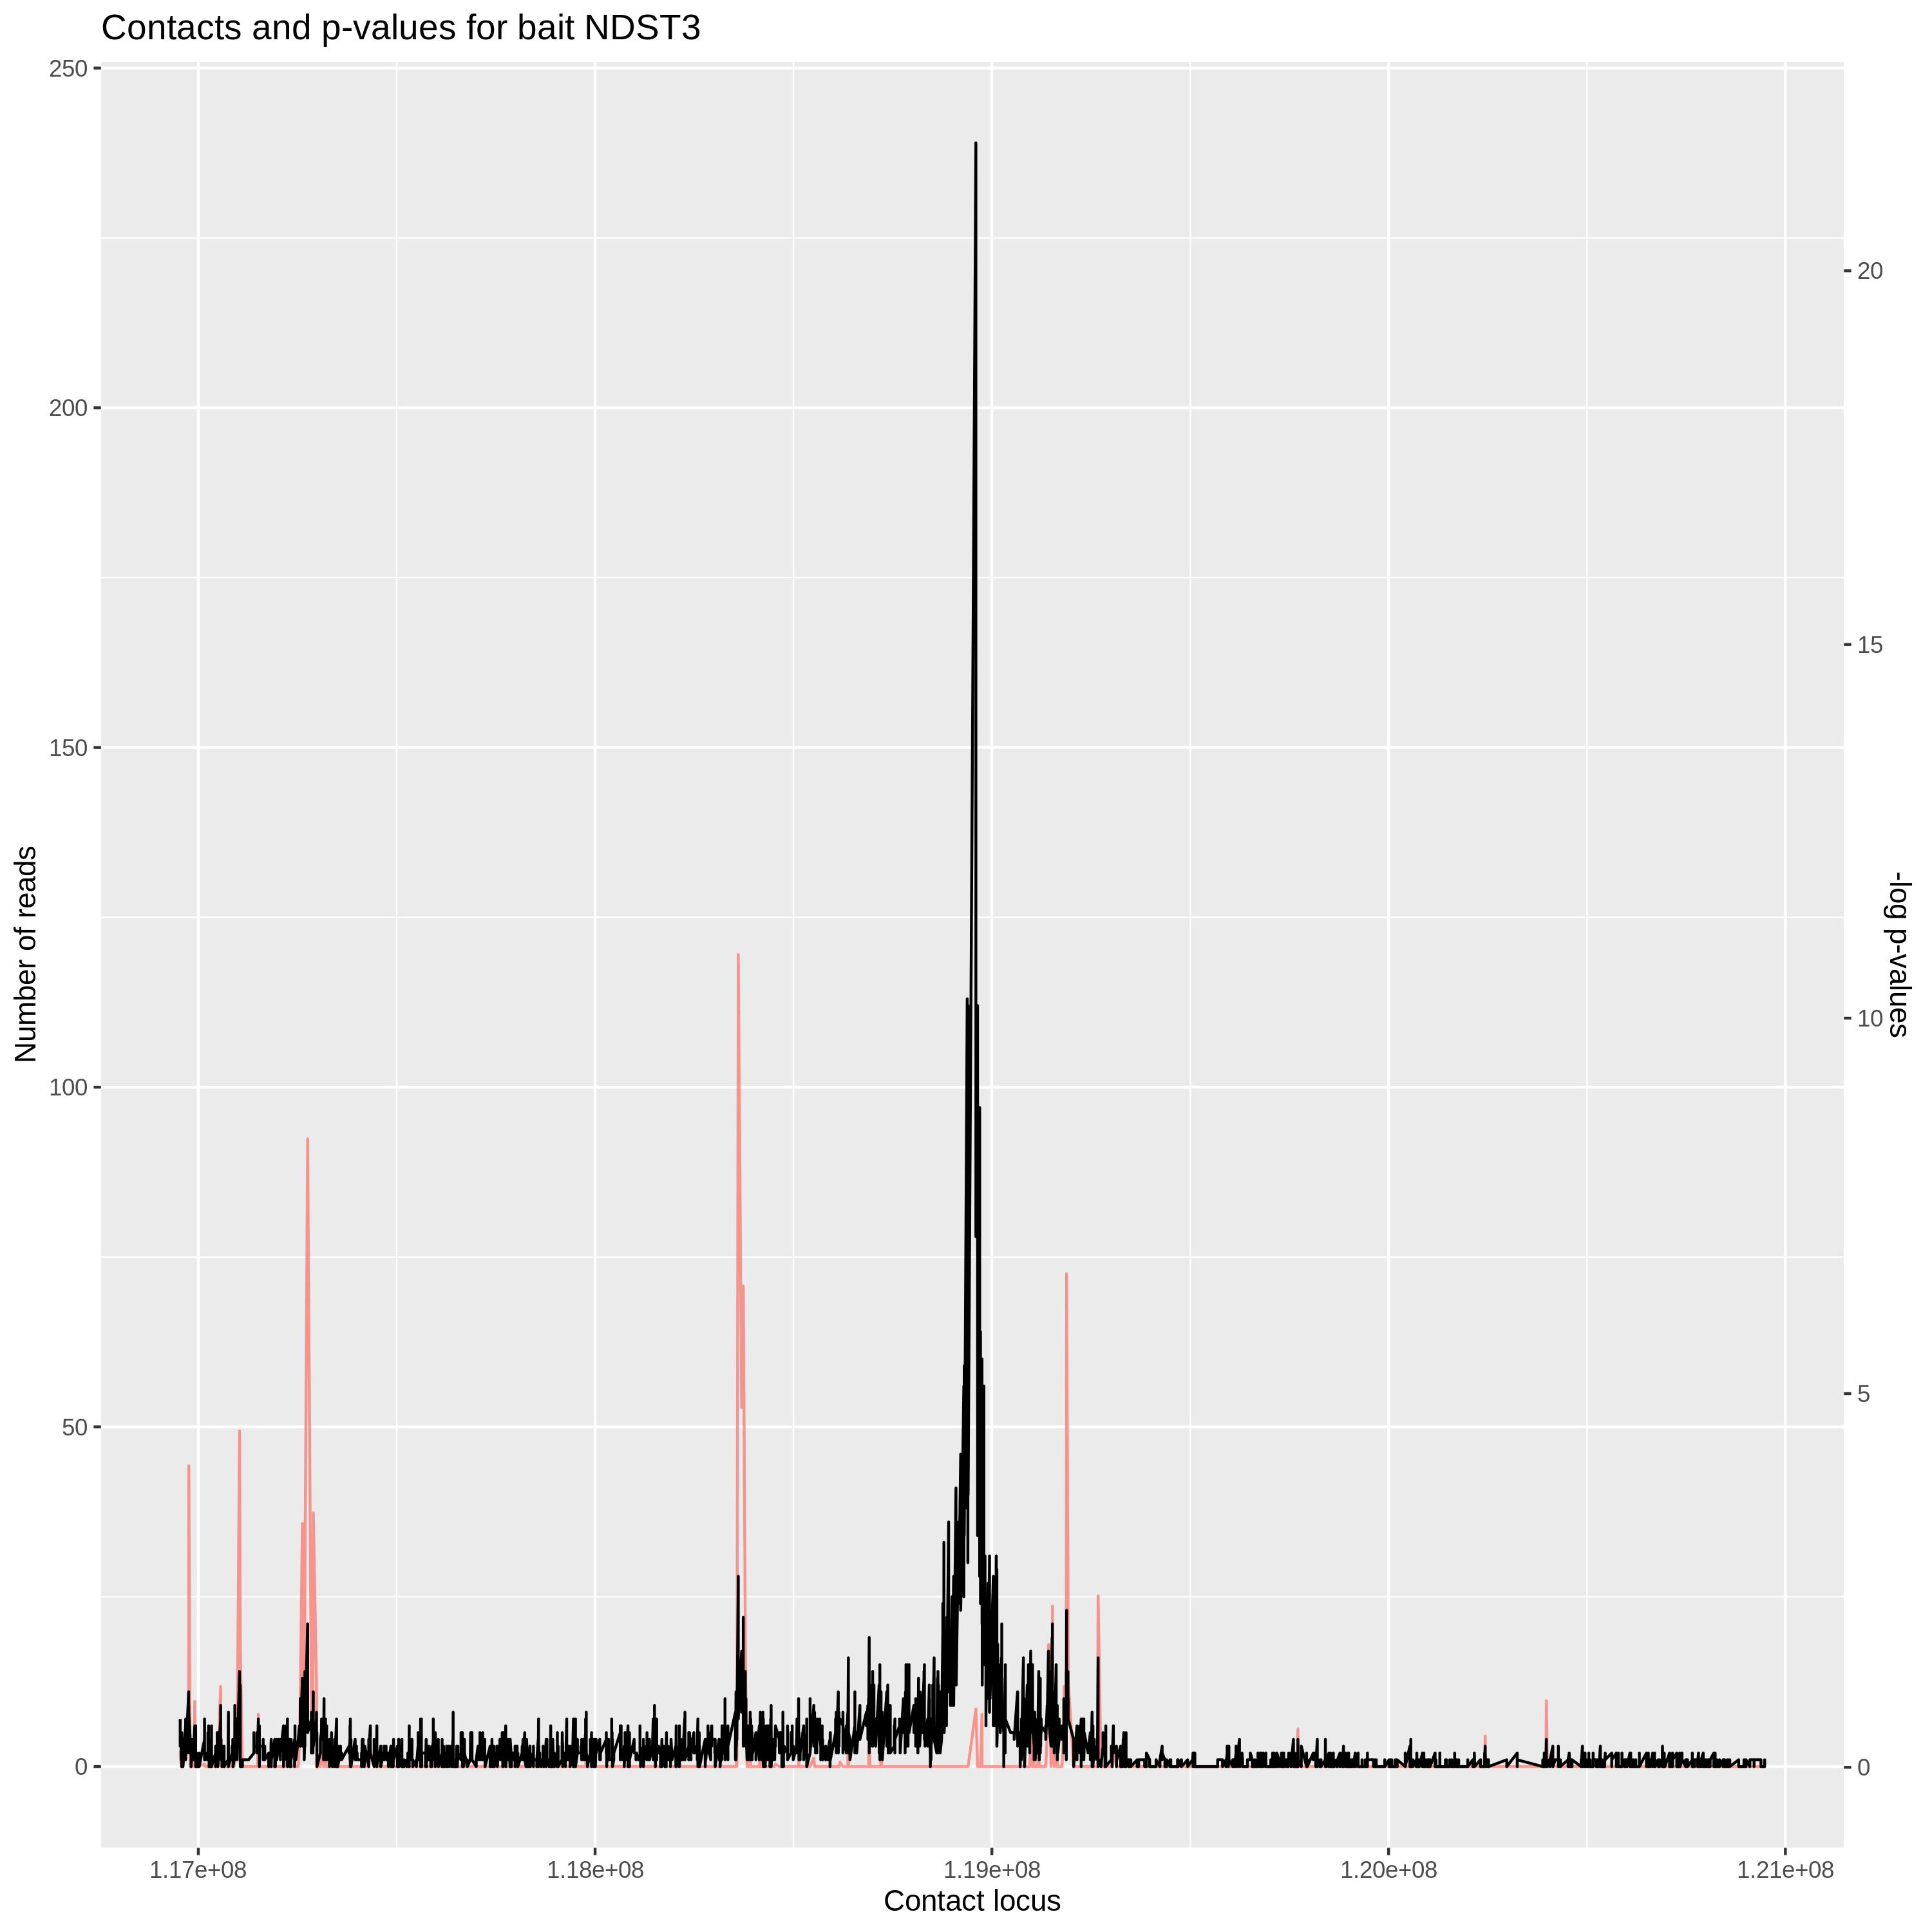 Contacts and p-values for bait NDST3
250
200
150
100
50
0
Number of reads
20
15
10
5
0
-log p-values
1.17e+08
1.18e+08
1.19e+08
1.20e+08
1.21e+08
Contact locus